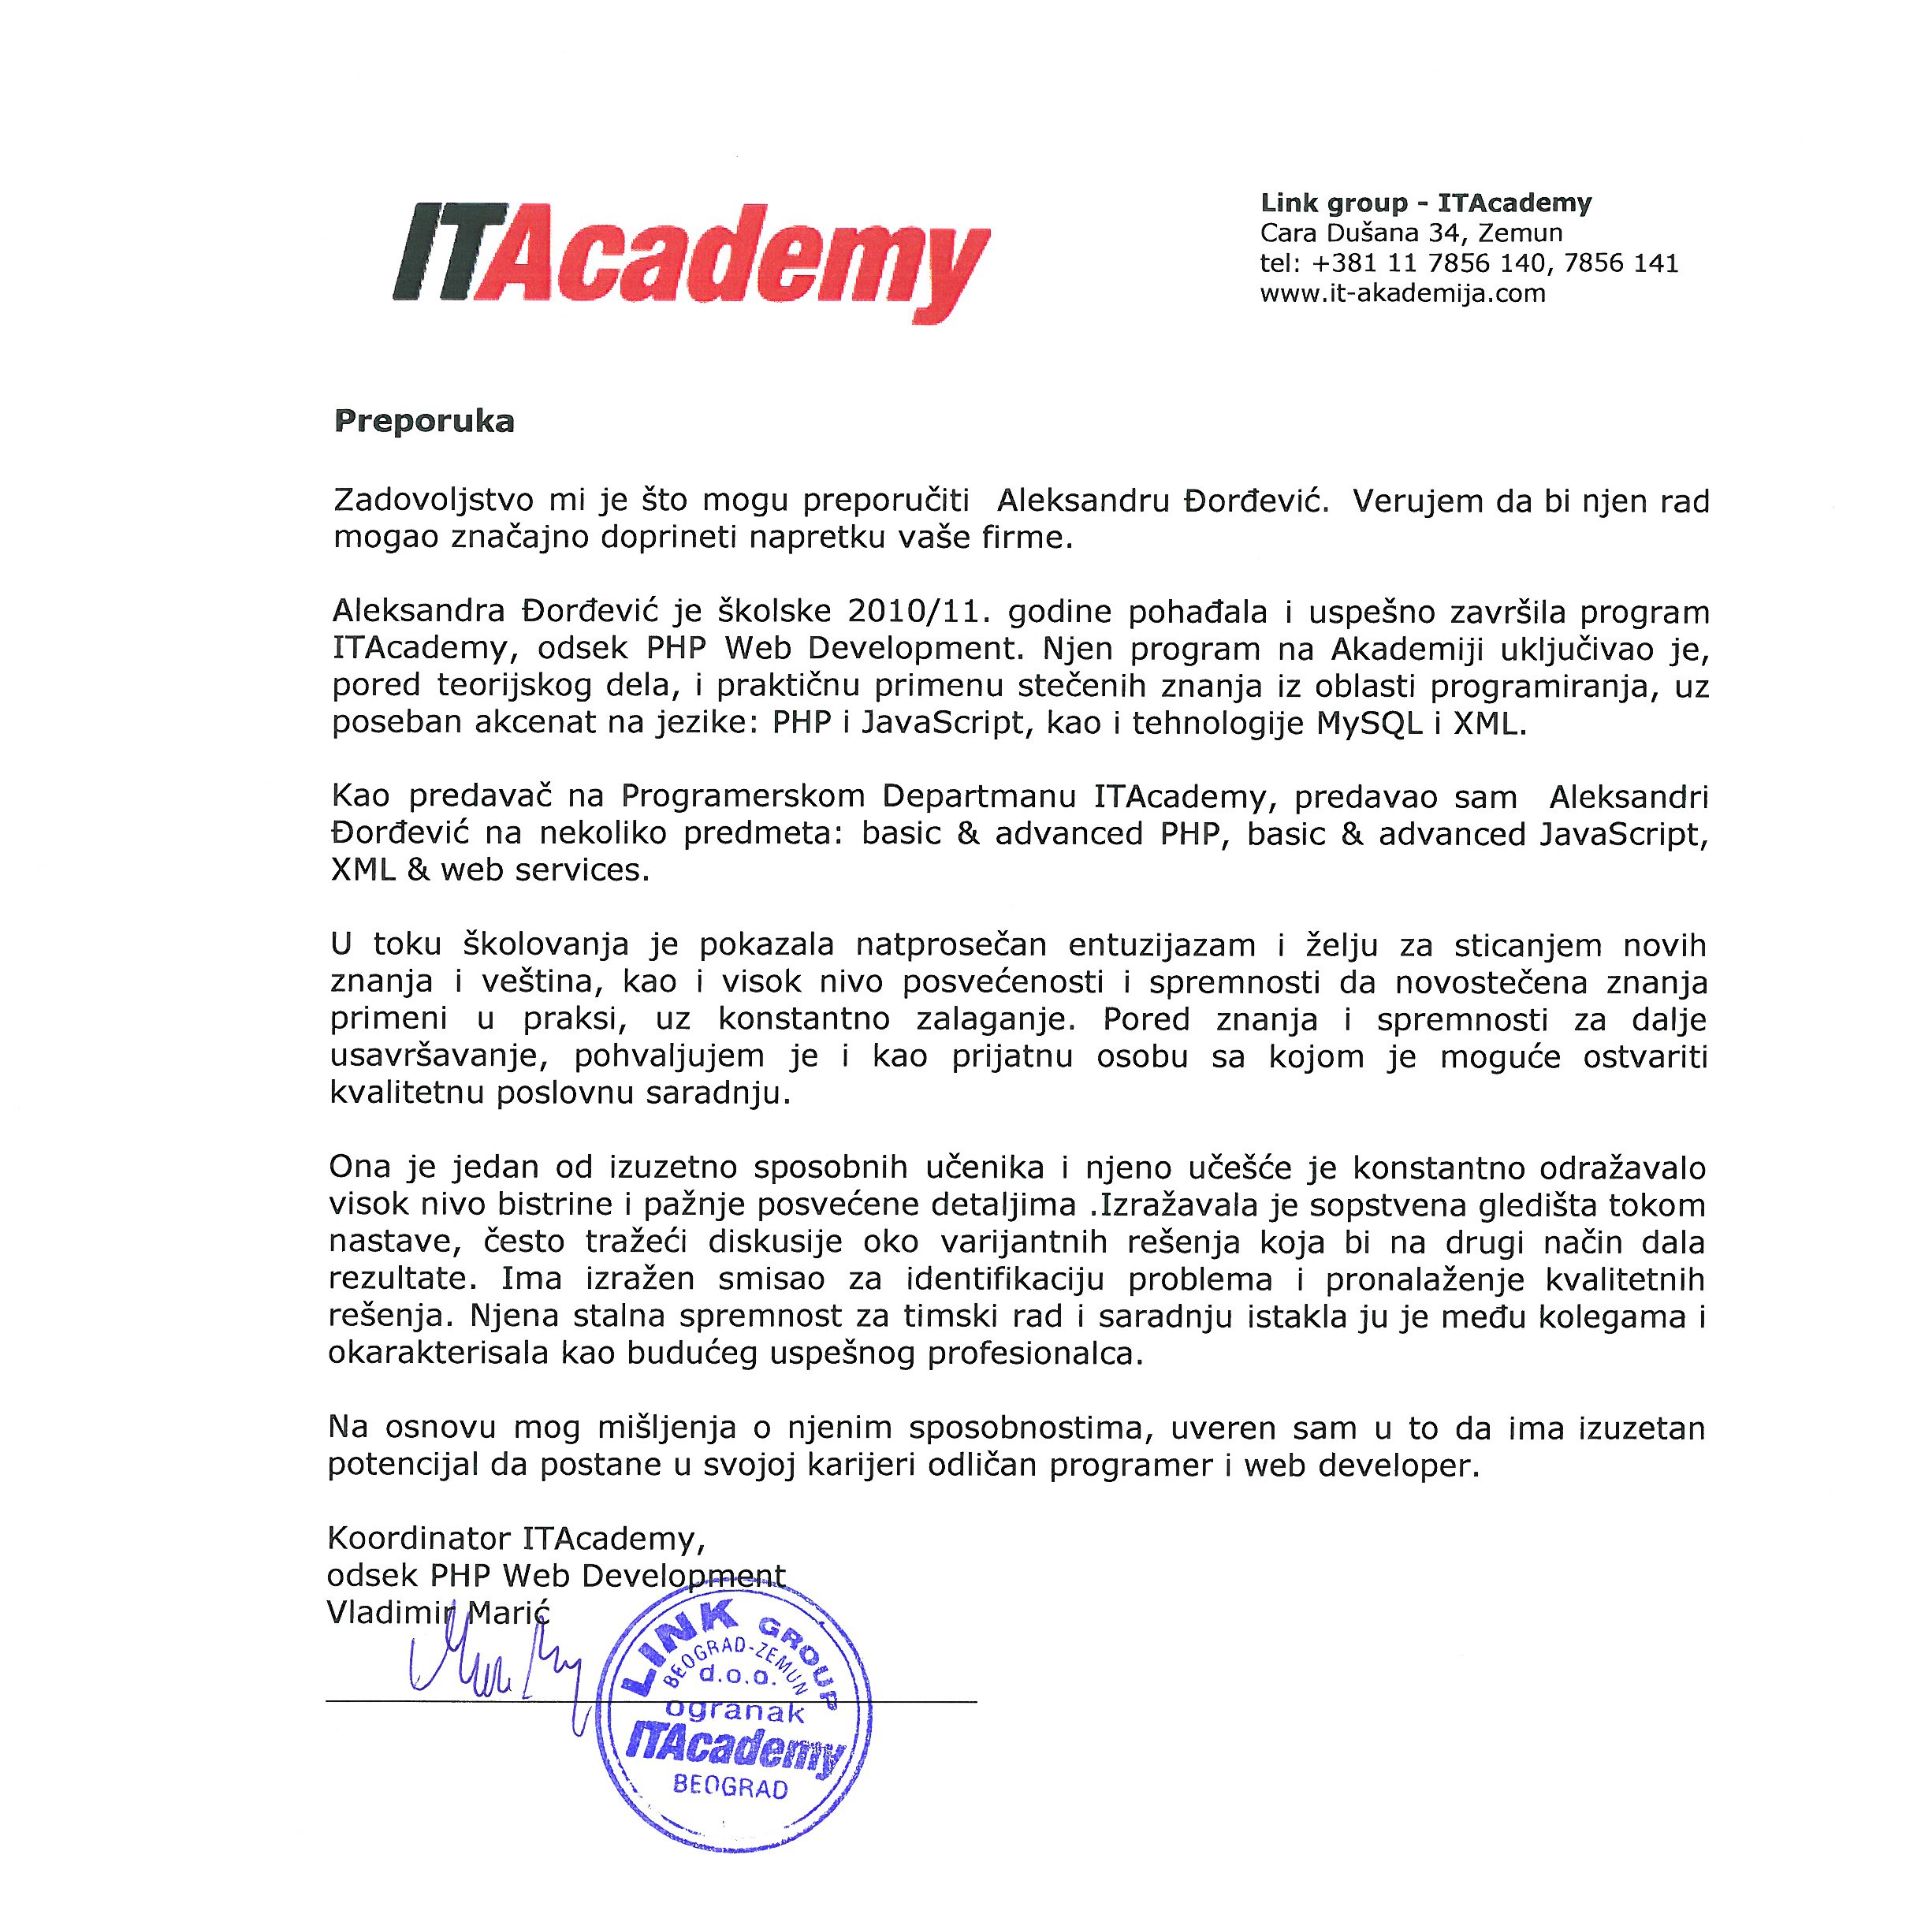 ITAcademy
Link group - ITAcademy
Cara Dušana 34, Zemun
tel: +381 11 7856 140, 7856 141
www.it-akademija.com
Preporuka
Zadovoljstvo mi je što mogu preporučiti Aleksandru Đorđević. Verujem da bi njen rad
mogao značajno doprineti napretku vaše firme.
Aleksandra Đorđević je školske 2010/11. godine pohađala i uspešno završila program
ITAcademy, odsek PHP Web Development. Njen program na Akademiji uključivao je,
pored teorijskog dela, i praktičnu primenu stečenih znanja iz oblasti programiranja, uz
poseban akcenat na jezike: PHP i JavaScript, kao i tehnologije MySQL i XML.
Kao predavač na Programerskom Departmanu ITAcademy, predavao sam Aleksandri
Đorđević na nekoliko predmeta: basic & advanced PHP, basic & advanced JavaScript,
XML & web services.
U toku školovanja je pokazala natprosečan entuzijazam i želju za sticanjem novih
znanja i veština, kao i visok nivo posvećenosti i spremnosti da novostečena znanja
primeni u praksi, uz konstantno zalaganje. Pored znanja i spremnosti za dalje
usavršavanje, pohvaljujem je i kao prijatnu osobu sa kojom je moguće ostvariti
kvalitetnu poslovnu saradnju.
Ona je jedan od izuzetno sposobnih učenika i njeno učešće je konstantno odražavalo
visok nivo bistrine i pažnje posvećene detaljima .Izražavala je sopstvena gledišta tokom
nastave, često tražeći diskusije oko varijantnih rešenja koja bi na drugi način dala
rezultate. Ima izražen smisao za identifikaciju problema i pronalaženje kvalitetnih
rešenja. Njena stalna spremnost za timski rad i saradnju istakla ju je među kolegama i
okarakterisala kao budućeg uspešnog profesionalca.
Na osnovu mog mišljenja o njenim sposobnostima, uveren sam u to da ima izuzetan
potencijal da postane u svojoj karijeri odličan programer i web developer.
Koordinator ITAcademy,
odsek PHP Web Development
Vladimir Marić
LINK GROUP
BEOGRAD-ZEMUN
d.o.o.
ogranak
ITAcademy
BEOGRAD